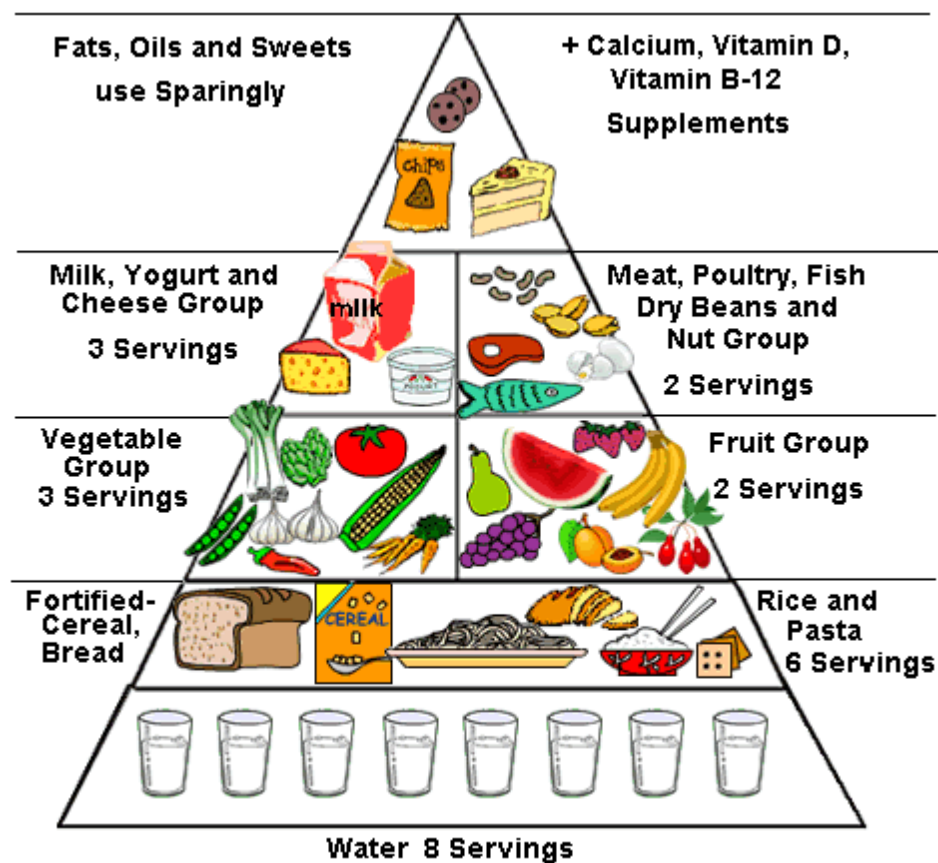 Fats, Oils and Sweets
use Sparingly
+ Calcium, Vitamin D,
Vitamin B-12
Supplements
chips
Milk, Yogurt and
Cheese Group
3 Servings
milk
YOGURT
Meat, Poultry, Fish
Dry Beans and
Nut Group
2 Servings
Vegetable
Group
3 Servings
Fruit Group
2 Servings
Fortified-
Cereal,
Bread
CEREAL
Rice and
Pasta
6 Servings
Water 8 Servings